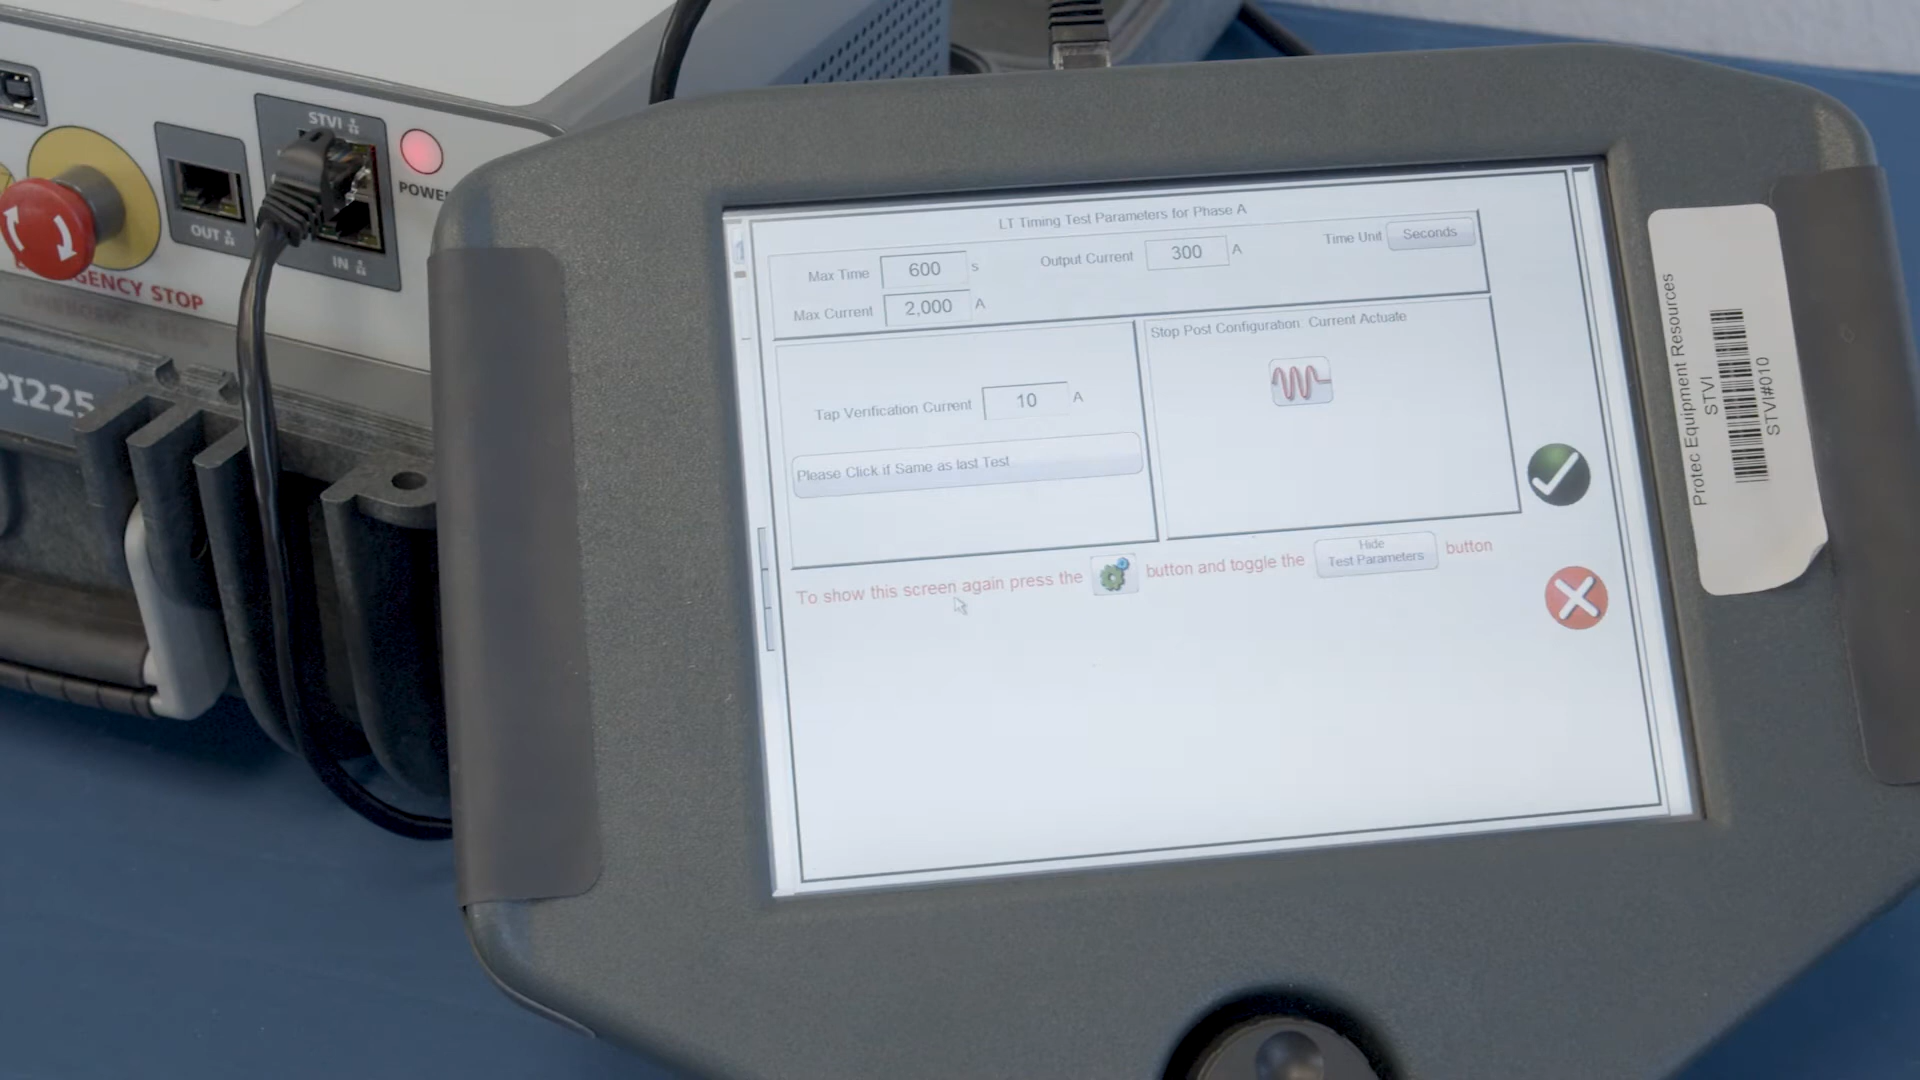 STVI
OUT
IN
POWE
GENCY STOP
PI225
LT Timing Test Parameters for Phase A
Max Time 600 s Output Current 300 A Time Unit Seconds
Max Current 2,000 A
Stop Post Configuration: Current Actuate
Tap Verification Current 10 A
Please Click if Same as last Test
To show this screen again press the button and toggle the Hide Test Parameters button
Protec Equipment Resources
STVI
STVI#010